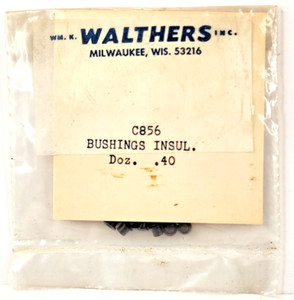 WM. K. WALTHERS INC.
MILWAUKEE, WIS. 53216
C856
BUSHINGS INSUL.
Doz. .40